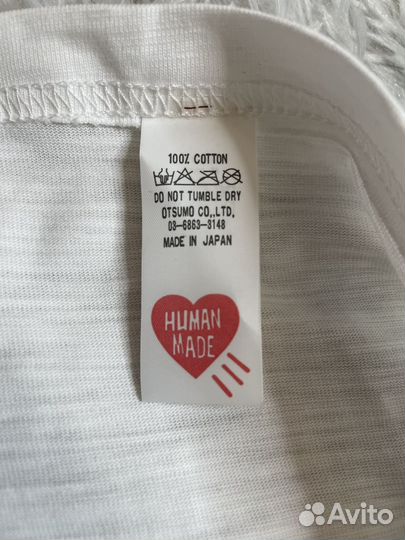 100% COTTON
DO NOT TUMBLE DRY
OTSUMO CO.,LTD.
03-6863-3148
MADE IN JAPAN
HUMAN
MADE
Avito